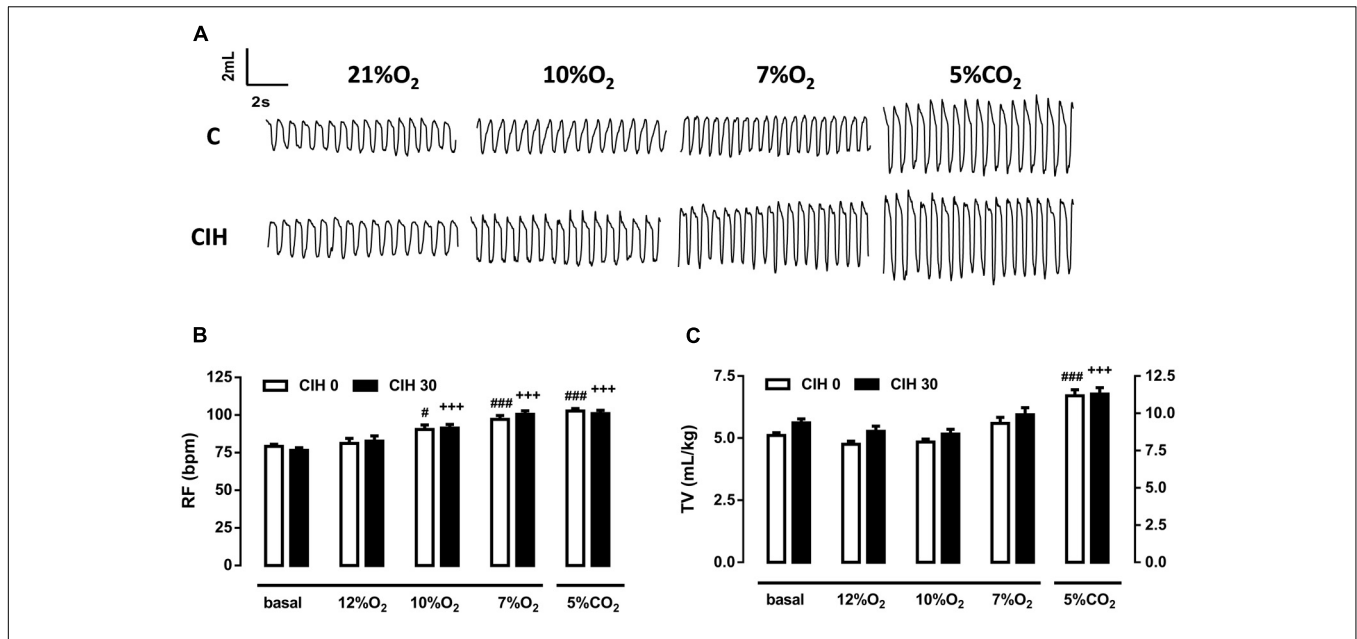 A
2mL
2s
21%O₂ 10%O₂ 7%O₂ 5%CO₂
C
CIH
B
CIH 0 CIH 30
RF (bpm)
125
100
75
50
25
0
# +++ ### +++ ### +++
basal 12%O₂ 10%O₂ 7%O₂ 5%CO₂
C
CIH 0 CIH 30
TV (mL/kg)
7.5
5.0
2.5
0.0
### +++
12.5
10.0
7.5
5.0
2.5
0.0
basal 12%O₂ 10%O₂ 7%O₂ 5%CO₂